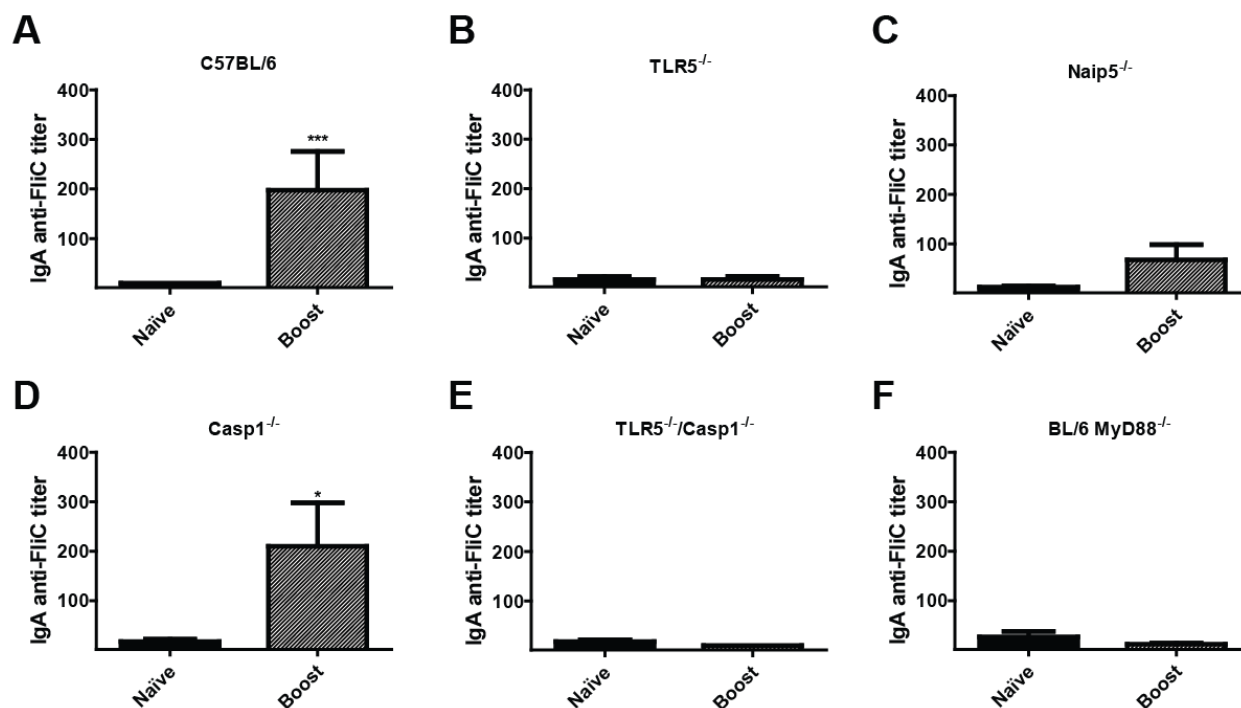 A
C57BL/6
IgA anti-FliC titer
400
300
200
100
***
Naïve
Boost
B
TLR5-/-
IgA anti-FliC titer
400
300
200
100
Naïve
Boost
C
Naip5-/-
IgA anti-FliC titer
400
300
200
100
Naïve
Boost
D
Casp1-/-
IgA anti-FliC titer
400
300
200
100
*
Naïve
Boost
E
TLR5-/-/Casp1-/-
IgA anti-FliC titer
400
300
200
100
Naïve
Boost
F
BL/6 MyD88-/-
IgA anti-FliC titer
400
300
200
100
Naïve
Boost